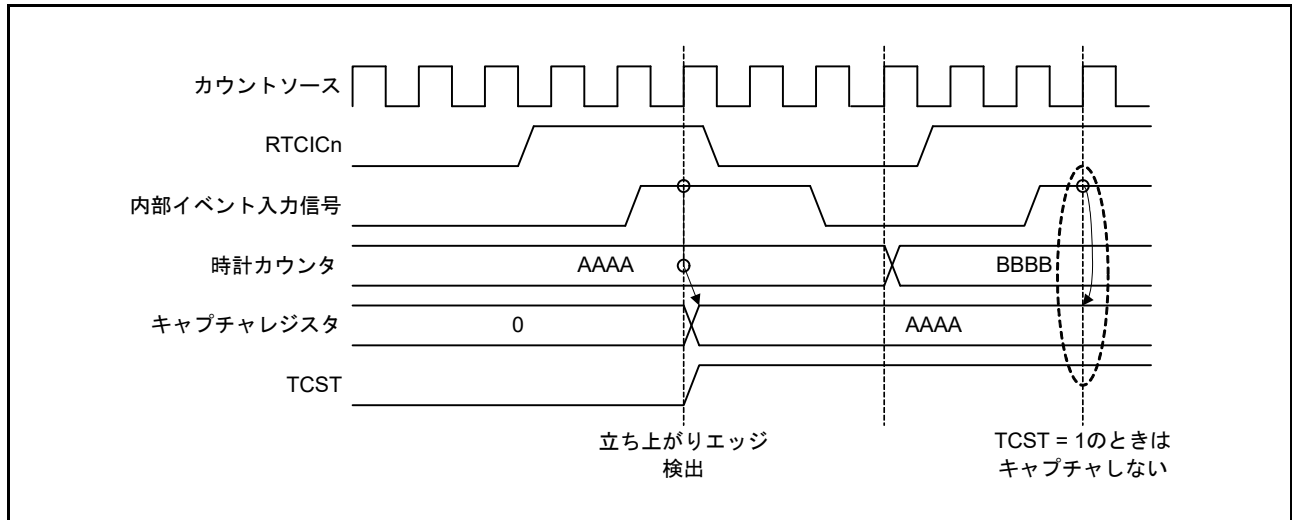 カウントソース
RTCICn
内部イベント入力信号
時計カウンタ
AAAA
BBBB
キャプチャレジスタ
0
AAAA
TCST
立ち上がりエッジ
検出
TCST = 1のときは
キャプチャしない